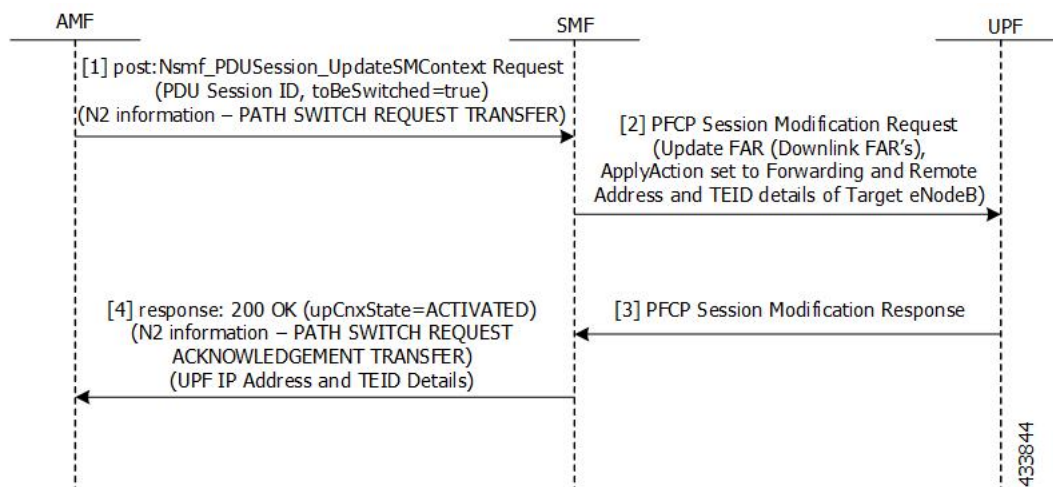 AMF
SMF
UPF
[1] post:Nsmf_PDUSession_UpdateSMContext Request
(PDU Session ID, toBeSwitched=true)
(N2 information – PATH SWITCH REQUEST TRANSFER)
[2] PFCP Session Modification Request
(Update FAR (Downlink FAR's),
ApplyAction set to Forwarding and Remote
Address and TEID details of Target eNodeB)
[4] response: 200 OK (upCnxState=ACTIVATED)
(N2 information – PATH SWITCH REQUEST
ACKNOWLEDGEMENT TRANSFER)
(UPF IP Address and TEID Details)
[3] PFCP Session Modification Response
433844